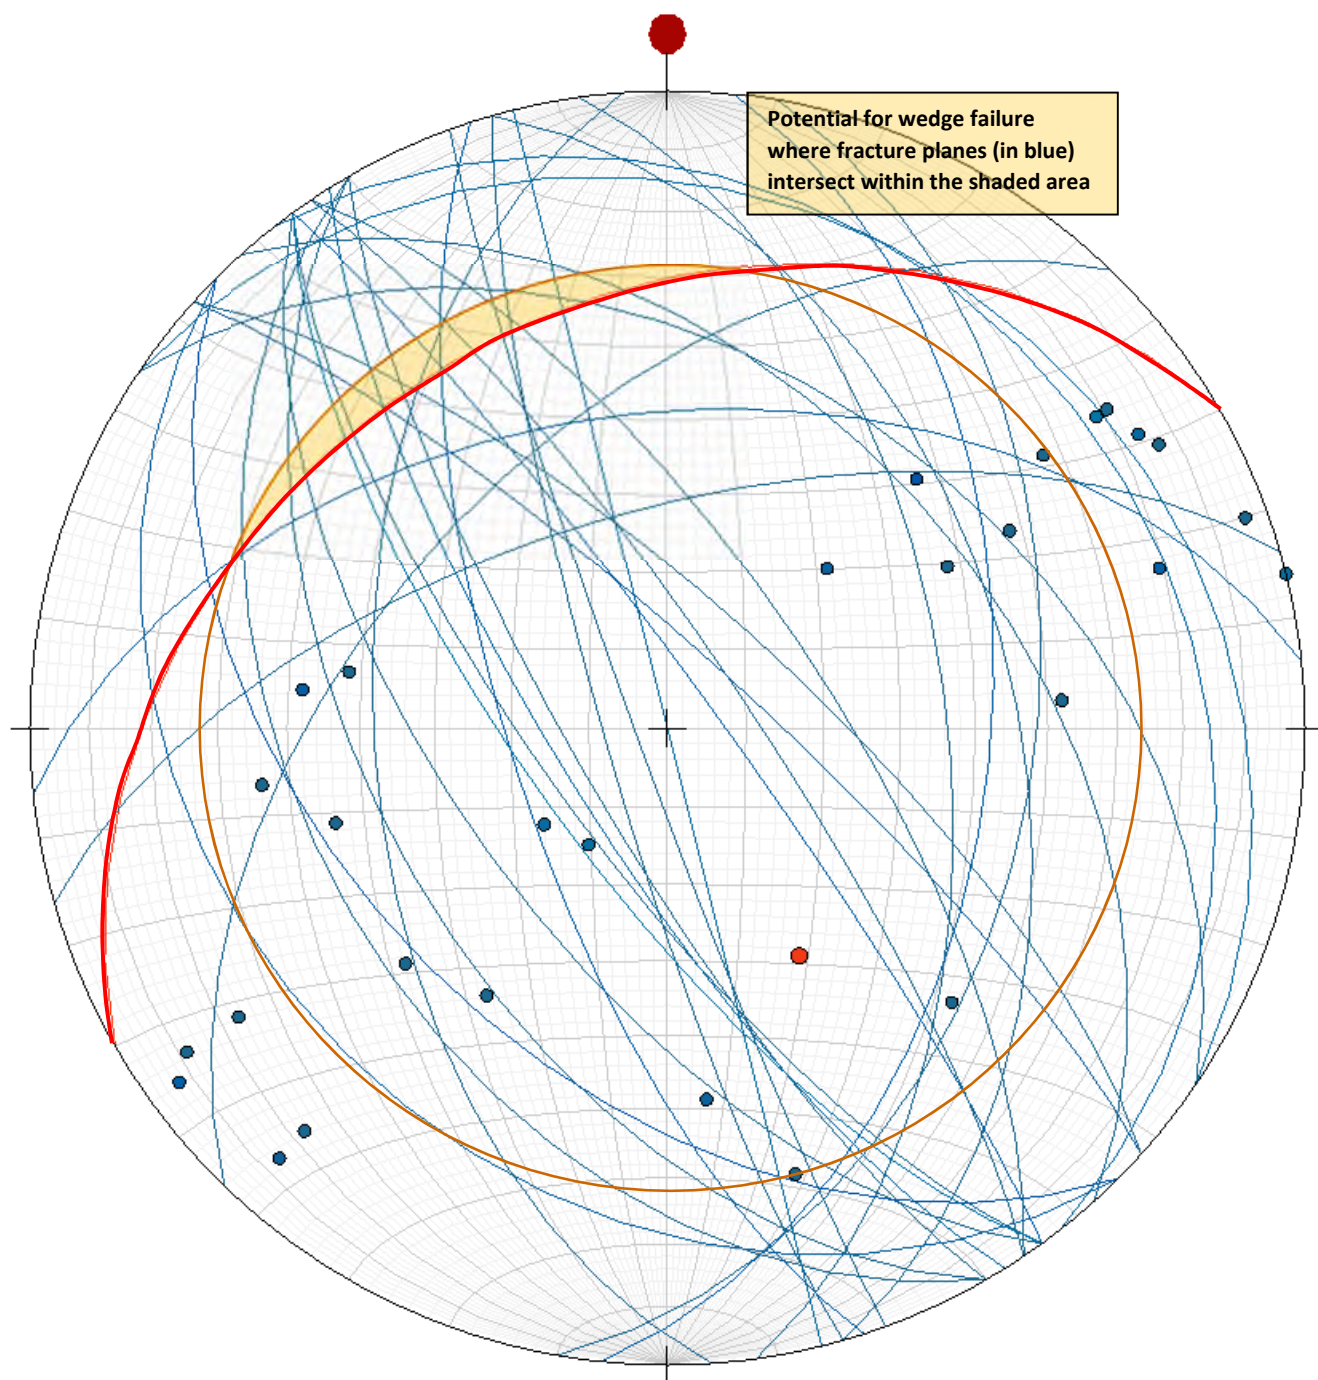 Potential for wedge failure
where fracture planes (in blue)
intersect within the shaded area